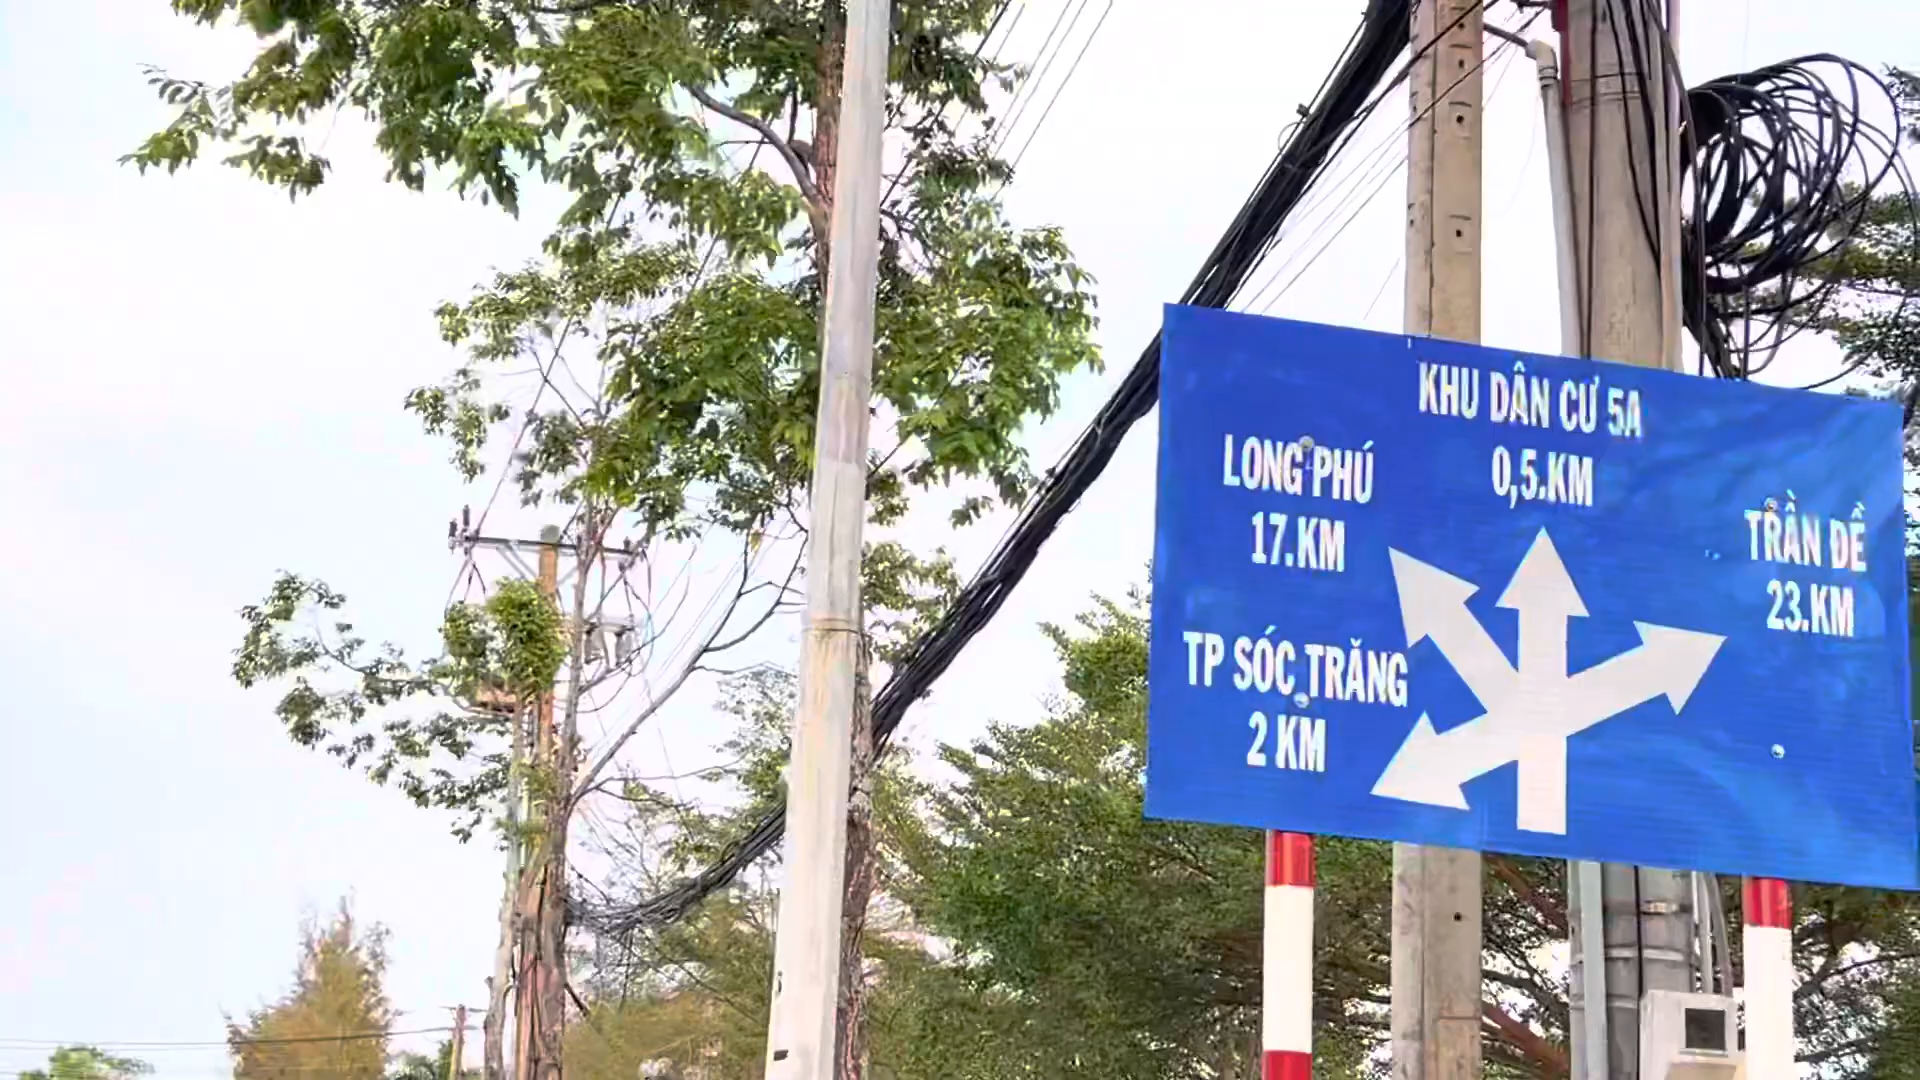 KHU DÂN CƯ 5A
0,5.KM
LONG PHÚ
17.KM
TRẦN ĐỀ
23.KM
TP SÓC TRĂNG
2 KM